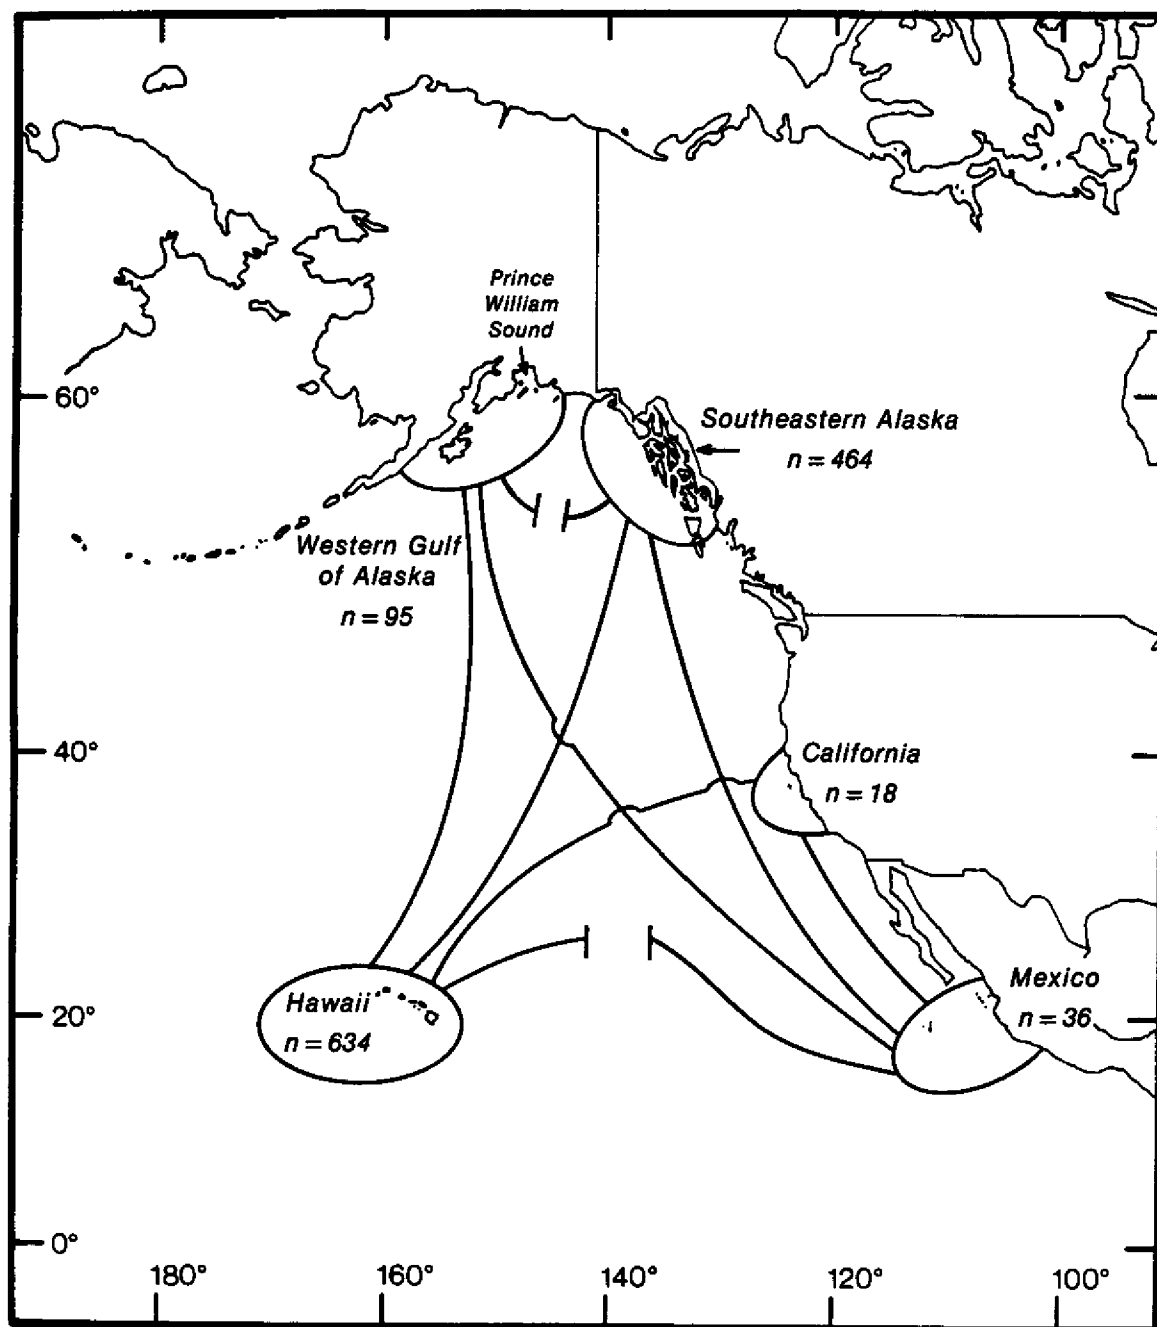 Prince
William
Sound
60°
Southeastern Alaska
n = 464
Western Gulf
of Alaska
n = 95
40°
California
n = 18
Hawaii
n = 634
Mexico
n = 36
20°
0°
180°
160°
140°
120°
100°